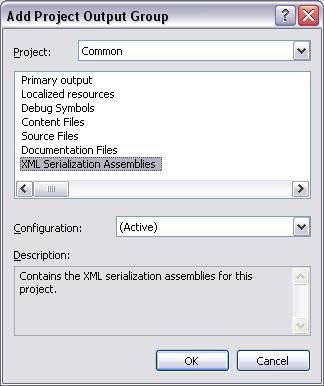 Add Project Output Group
Project: Common
Primary output
Localized resources
Debug Symbols
Content Files
Source Files
Documentation Files
XML Serialization Assemblies
Configuration: (Active)
Description:
Contains the XML serialization assemblies for this
project.
OK Cancel